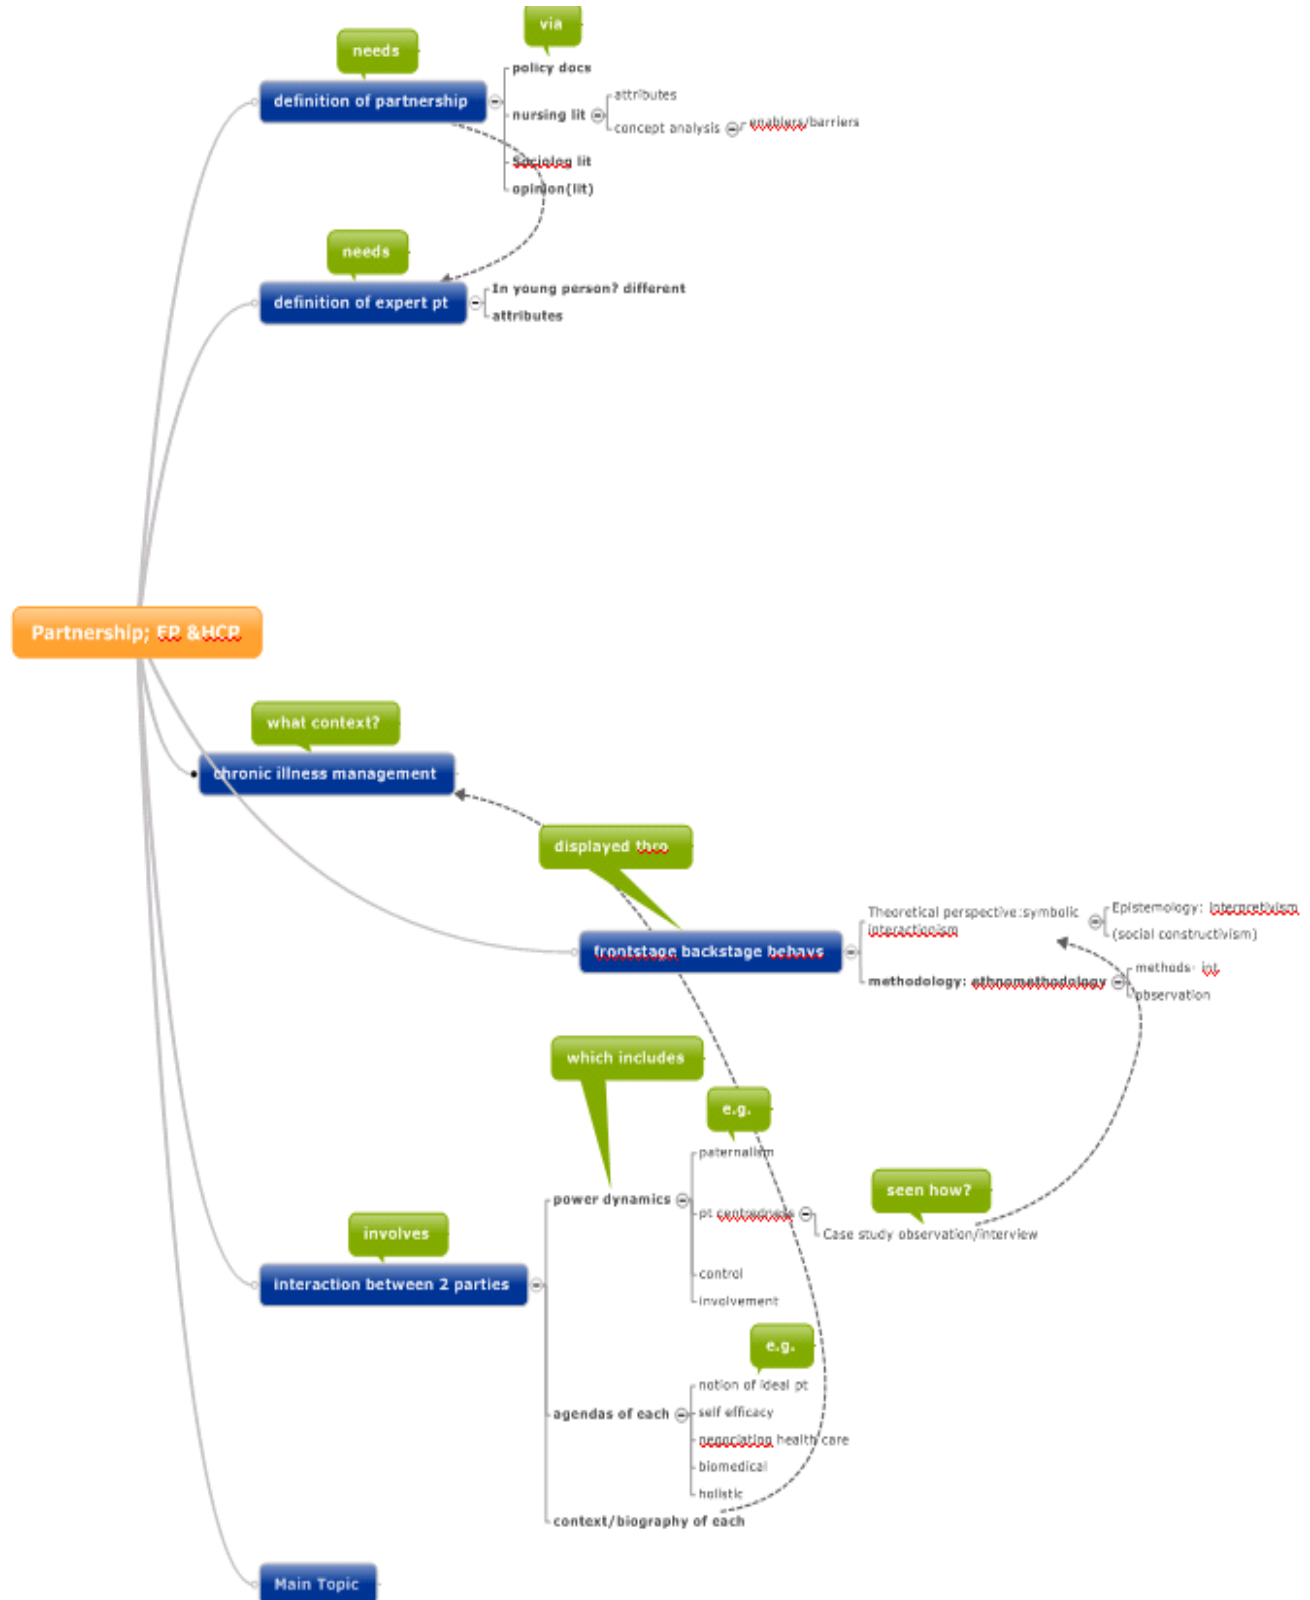 via
needs
policy docs
definition of partnership
attributes
nursing lit
concept analysis
enablers/barriers
Sociolog lit
opinion(lit)
needs
In young person? different
definition of expert pt
attributes
Partnership; EP &HCP
what context?
chronic illness management
displayed thro
Theoretical perspective:symbolic
interactionism
Epistemology: interpretivism
(social constructivism)
frontstage backstage behavs
methodology: ethnomethodology
methods: int
observation
which includes
e.g.
paternalism
power dynamics
pt centredness
seen how?
Case study observation/interview
involves
interaction between 2 parties
control
involvement
e.g.
notion of ideal pt
agendas of each
self efficacy
negociating health care
biomedical
holistic
context/biography of each
Main Topic